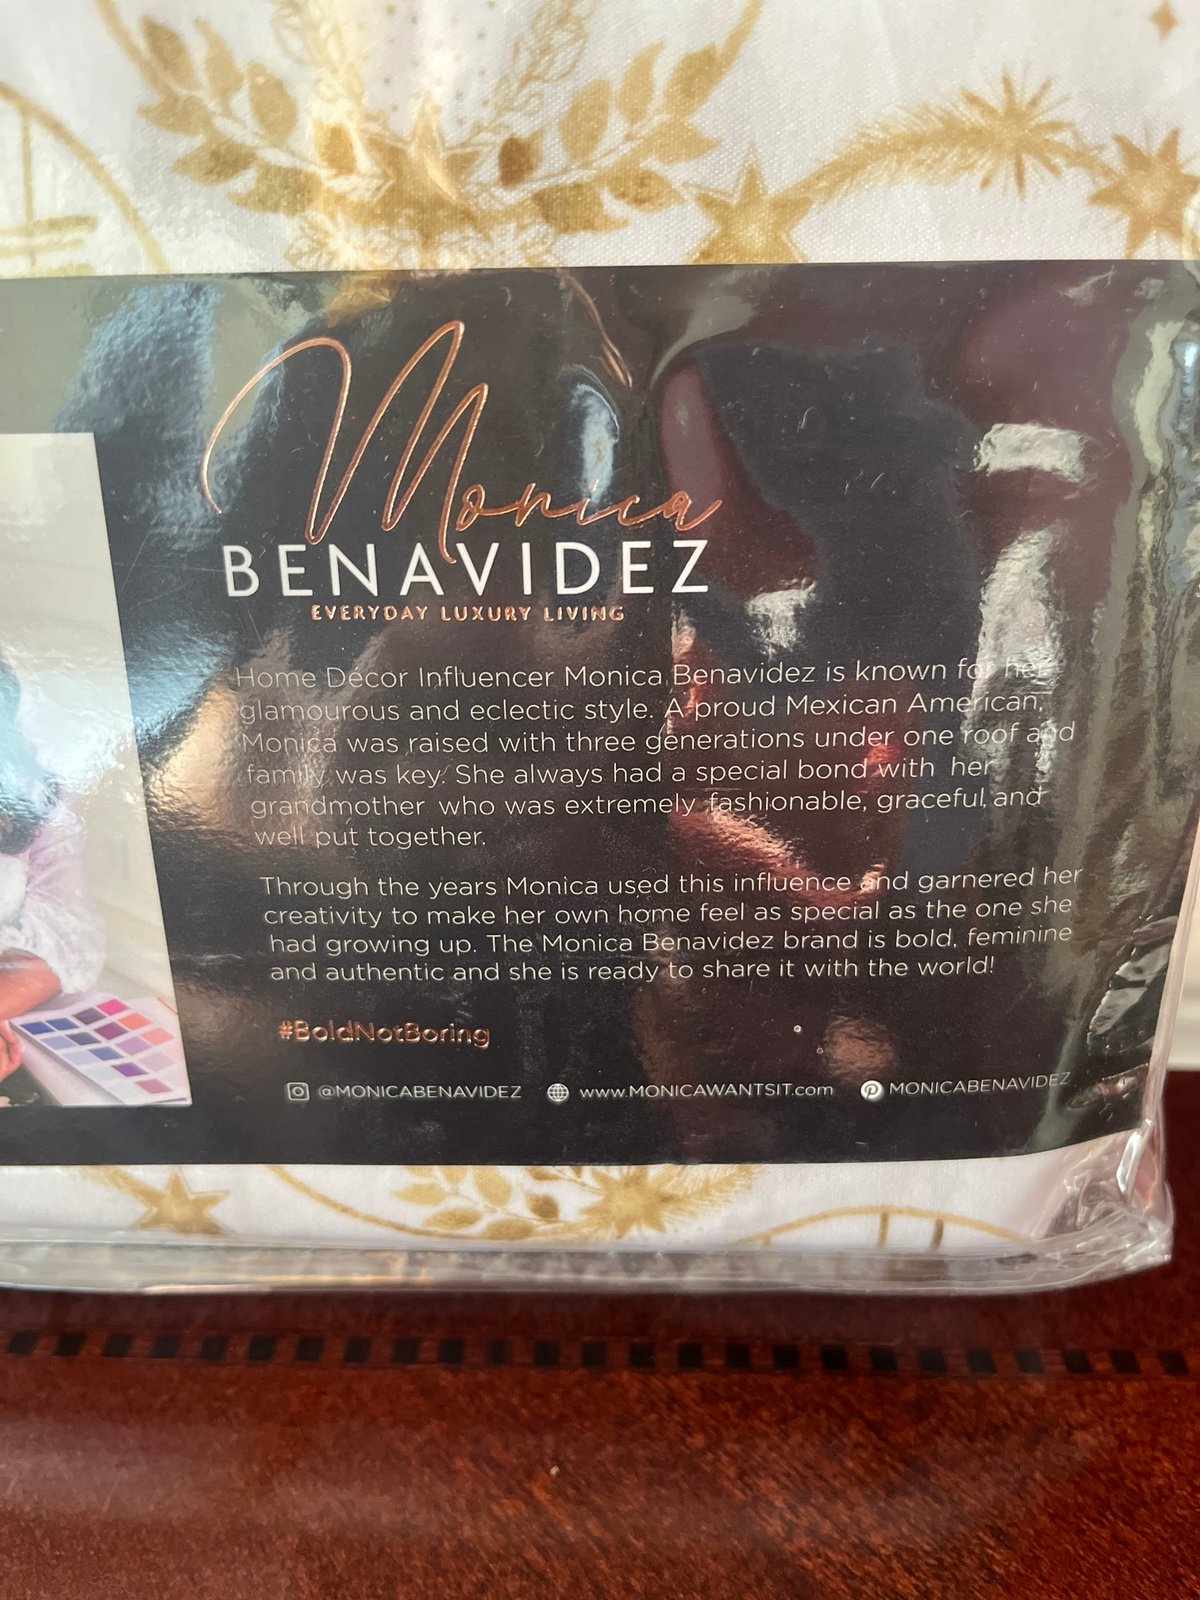 Monica
BENAVIDEZ
EVERYDAY LUXURY LIVING
Home Décor Influencer Monica Benavidez is known for her
glamourous and eclectic style. A proud Mexican American,
Monica was raised with three generations under one roof and
family was key. She always had a special bond with her
grandmother who was extremely fashionable, graceful, and
well put together.
Through the years Monica used this influence and garnered her
creativity to make her own home feel as special as the one she
had growing up. The Monica Benavidez brand is bold, feminine
and authentic and she is ready to share it with the world!
#BoldNotBoring
@MONICABENAVIDEZ www.MONICAWANTSIT.com MONICABENAVIDEZ